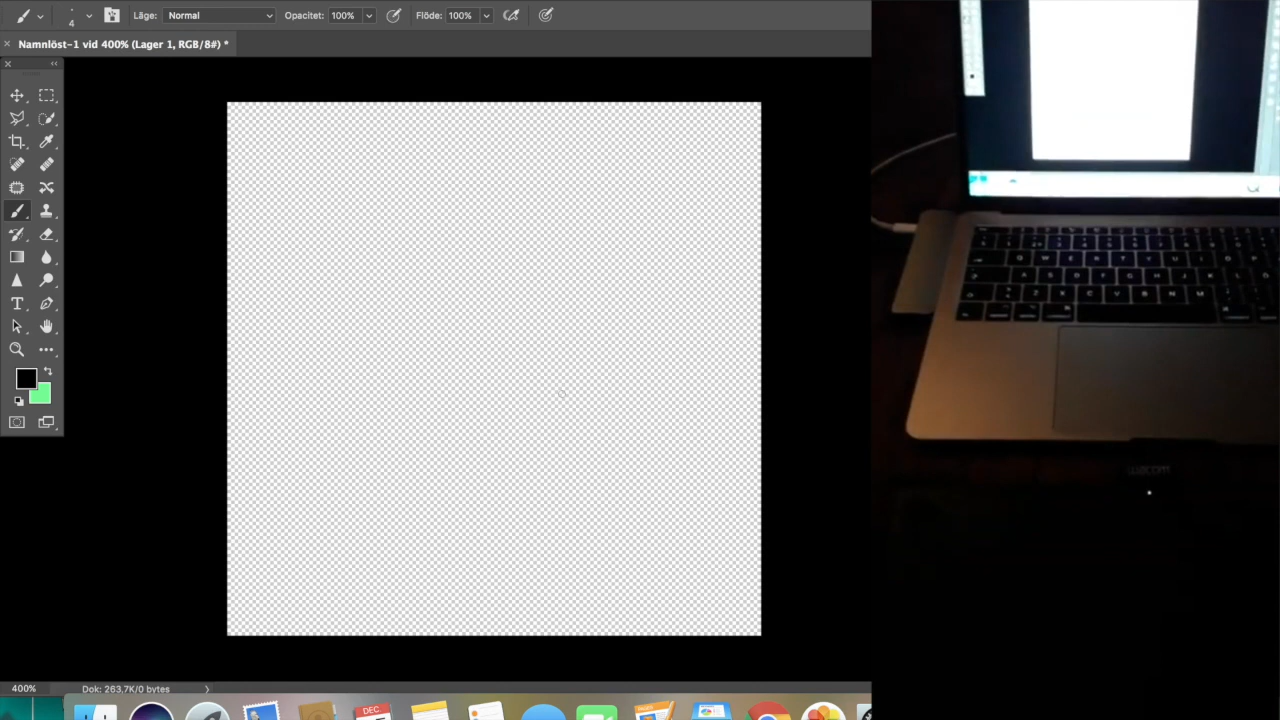 4 Läge: Normal Opacitet: 100% Flöde: 100%
Namnlöst-1 vid 400% (Lager 1, RGB/8#) *
400% Dok: 263,7K/0 bytes
DEC.
Q W E R T Y U
A S D F G H
Z X C V B N M
wacom